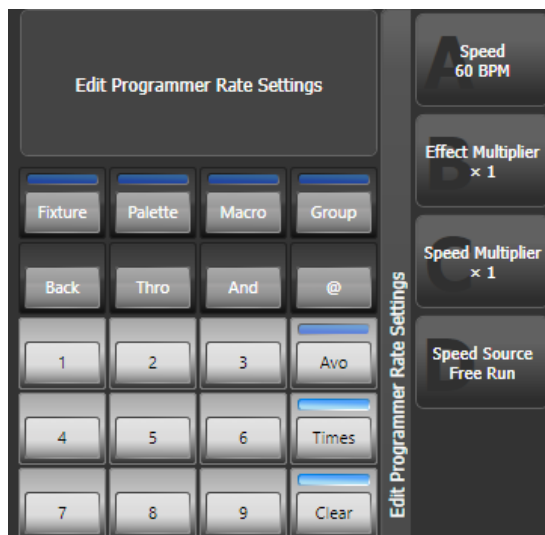 Edit Programmer Rate Settings
Fixture
Palette
Macro
Group
Back
Thro
And
@
1
2
3
Avo
4
5
6
Times
7
8
9
Clear
Edit Programmer Rate Settings
A
Speed
60 BPM
B
Effect Multiplier
× 1
C
Speed Multiplier
× 1
D
Speed Source
Free Run